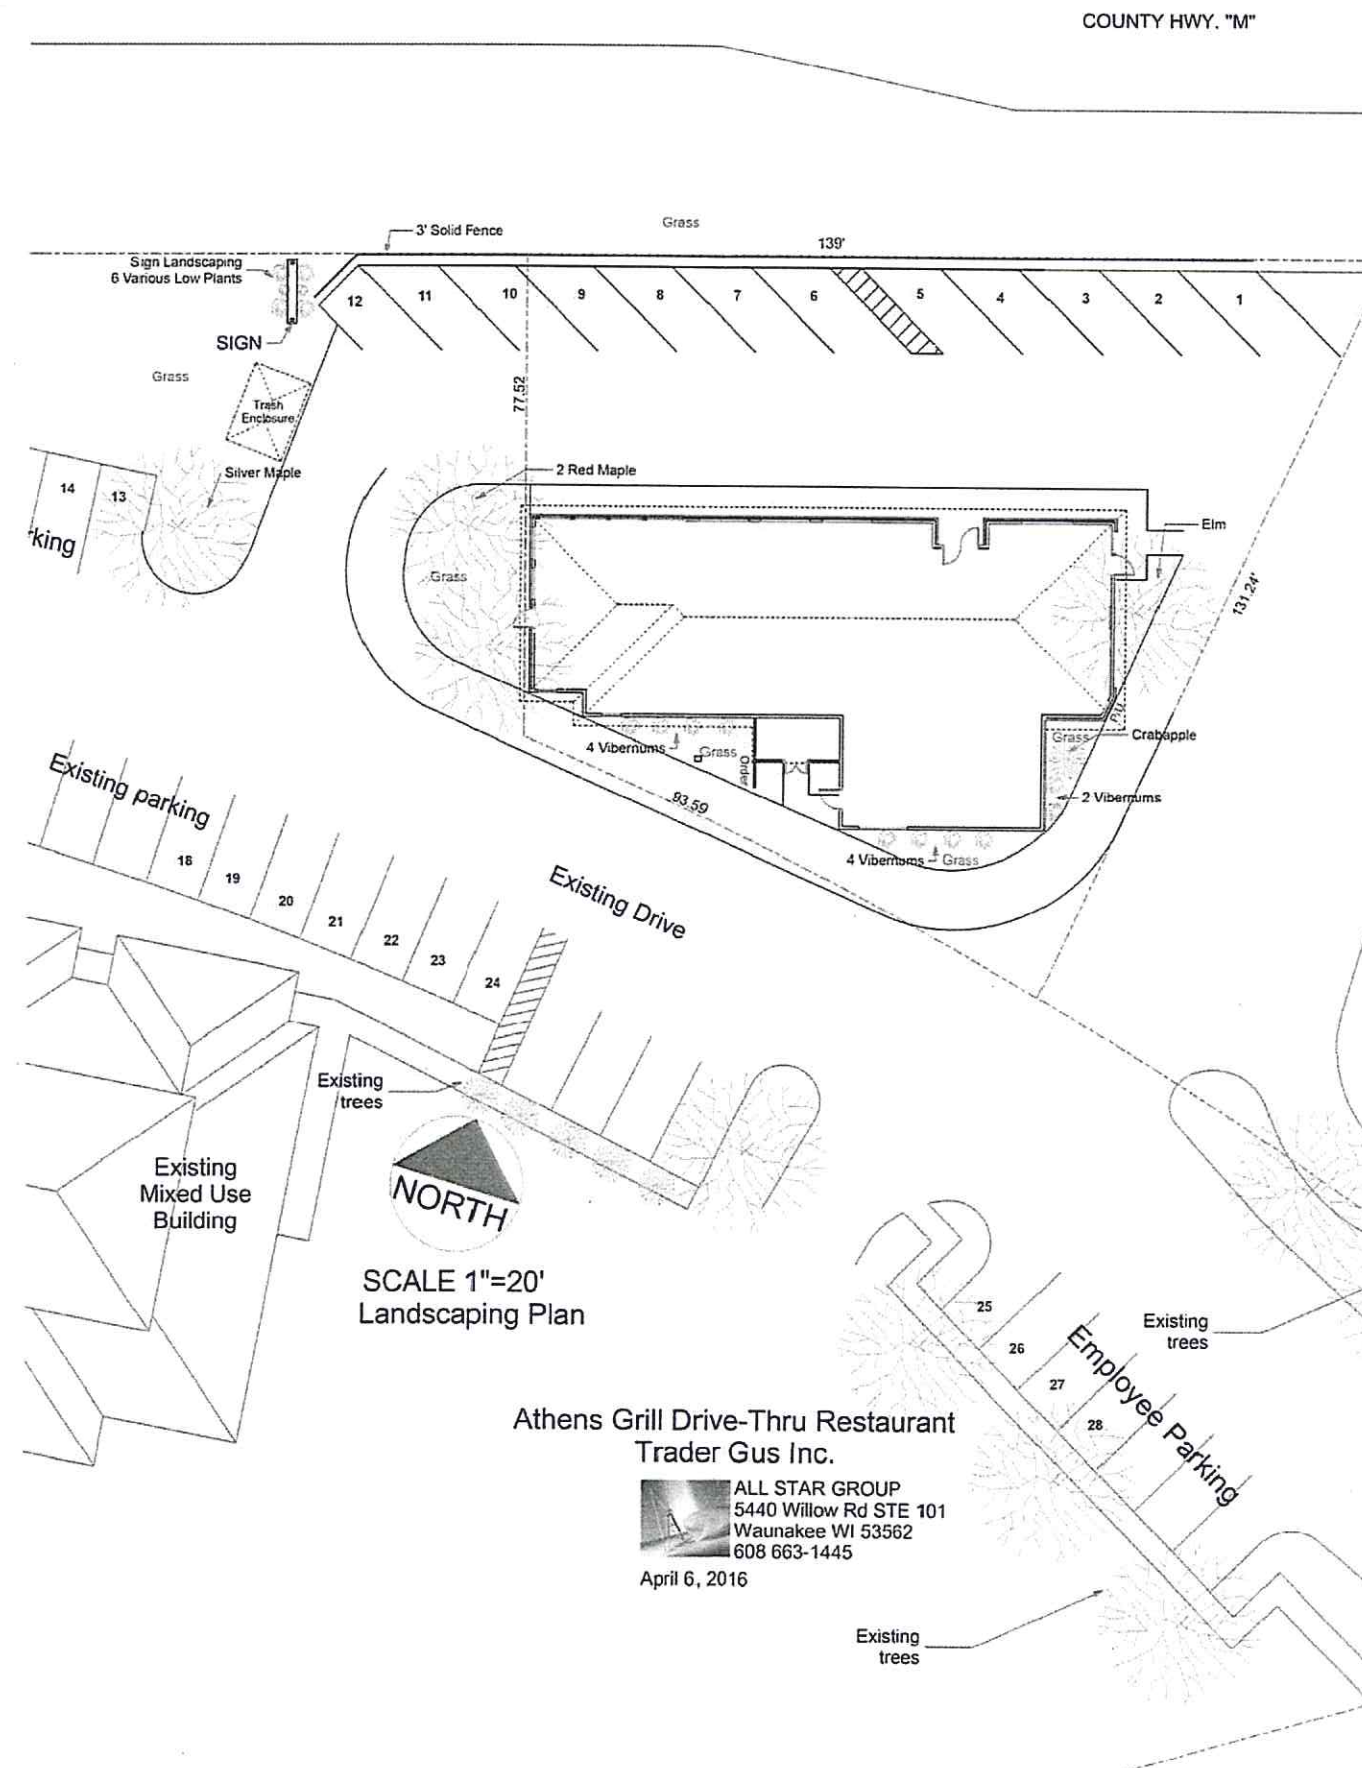 COUNTY HWY. "M"
Grass
3' Solid Fence
139'
Sign Landscaping
6 Various Low Plants
12
11
10
9
8
7
6
5
4
3
2
1
SIGN
Grass
77.52
Trash
Enclosure
Silver Maple
2 Red Maple
14
13
rking
Elm
Grass
131.24'
P.U.
Grass
Crabapple
4 Vibernums
Grass
Order
2 Vibernums
93.59
4 Vibernums
Grass
Existing parking
18
19
20
21
22
23
24
Existing Drive
Existing
trees
NORTH
Existing
Mixed Use
Building
SCALE 1"=20'
Landscaping Plan
25
26
27
28
Employee Parking
Existing
trees
Athens Grill Drive-Thru Restaurant
Trader Gus Inc.
ALL STAR GROUP
5440 Willow Rd STE 101
Waunakee WI 53562
608 663-1445
April 6, 2016
Existing
trees